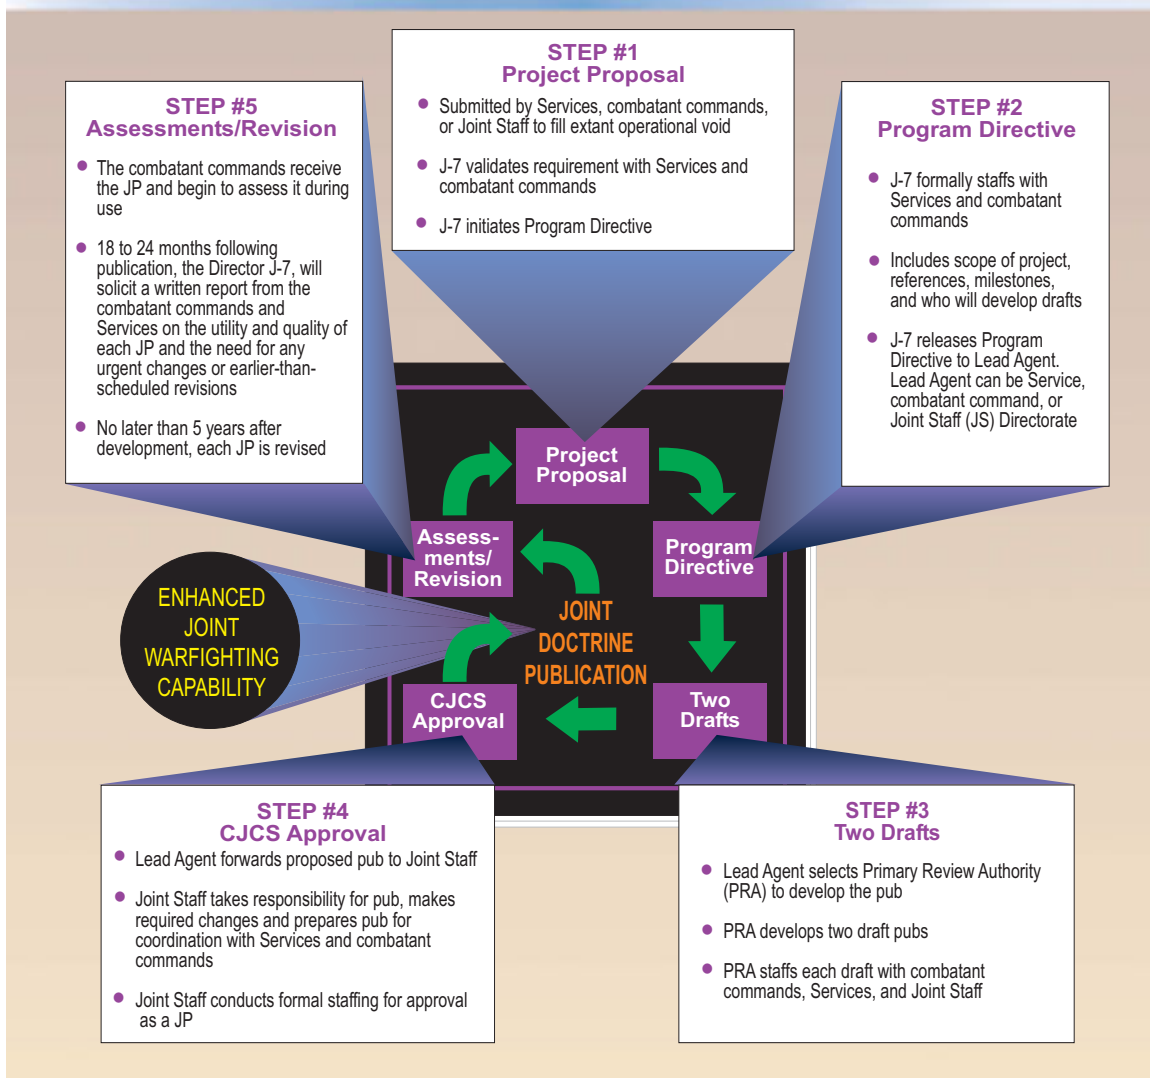 STEP #1
Project Proposal
Submitted by Services, combatant commands,
or Joint Staff to fill extant operational void
J-7 validates requirement with Services and
combatant commands
J-7 initiates Program Directive
STEP #2
Program Directive
J-7 formally staffs with
Services and combatant
commands
Includes scope of project,
references, milestones,
and who will develop drafts
J-7 releases Program
Directive to Lead Agent.
Lead Agent can be Service,
combatant command, or
Joint Staff (JS) Directorate
STEP #5
Assessments/Revision
The combatant commands receive
the JP and begin to assess it during
use
18 to 24 months following
publication, the Director J-7, will
solicit a written report from the
combatant commands and
Services on the utility and quality of
each JP and the need for any
urgent changes or earlier-than-
scheduled revisions
No later than 5 years after
development, each JP is revised
Project
Proposal
Assess-
ments/
Revision
Program
Directive
ENHANCED
JOINT
WARFIGHTING
CAPABILITY
JOINT
DOCTRINE
PUBLICATION
CJCS
Approval
Two
Drafts
STEP #4
CJCS Approval
Lead Agent forwards proposed pub to Joint Staff
Joint Staff takes responsibility for pub, makes
required changes and prepares pub for
coordination with Services and combatant
commands
Joint Staff conducts formal staffing for approval
as a JP
STEP #3
Two Drafts
Lead Agent selects Primary Review Authority
(PRA) to develop the pub
PRA develops two draft pubs
PRA staffs each draft with combatant
commands, Services, and Joint Staff